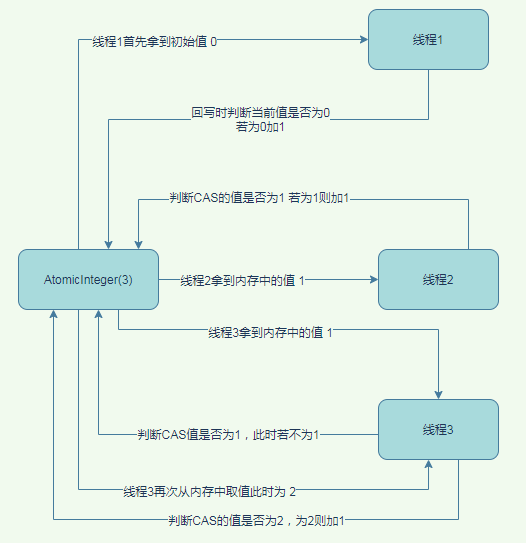 线程1
线程1首先拿到初始值 0
回写时判断当前值是否为0
若为0加1
判断CAS的值是否为1 若为1则加1
AtomicInteger(3)
线程2拿到内存中的值 1
线程2
线程3拿到内存中的值 1
线程3
判断CAS值是否为1，此时若不为1
线程3再次从内存中取值此时为 2
判断CAS的值是否为2，为2则加1